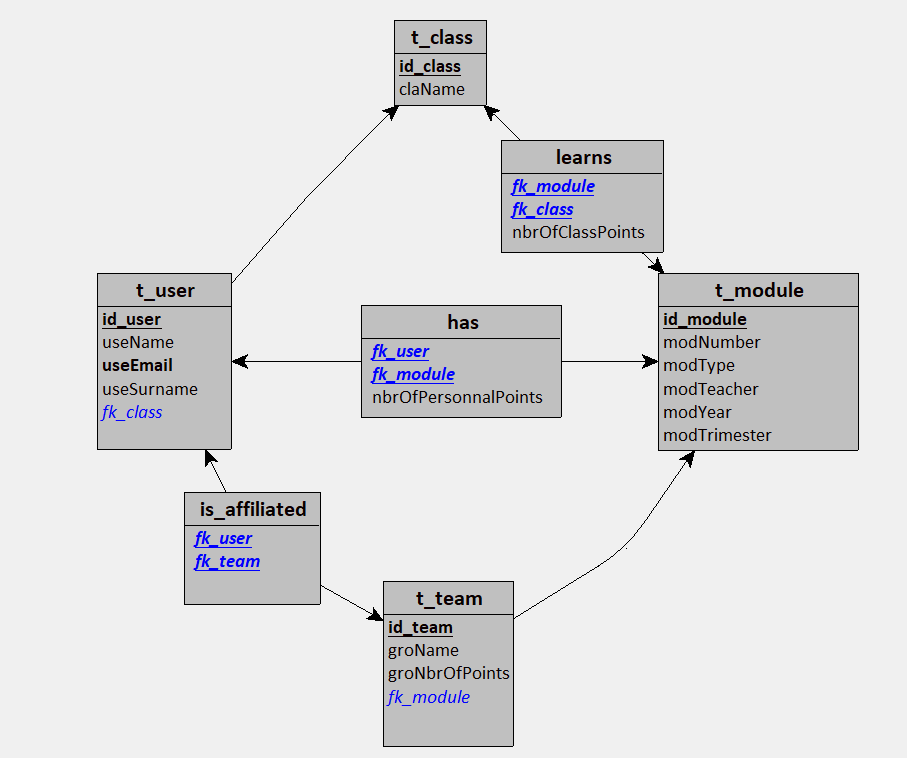 t_class
id_class
claName
learns
fk_module
fk_class
nbrOfClassPoints
t_user
id_user
useName
useEmail
useSurname
fk_class
has
fk_user
fk_module
nbrOfPersonnalPoints
t_module
id_module
modNumber
modType
modTeacher
modYear
modTrimester
is_affiliated
fk_user
fk_team
t_team
id_team
groName
groNbrOfPoints
fk_module